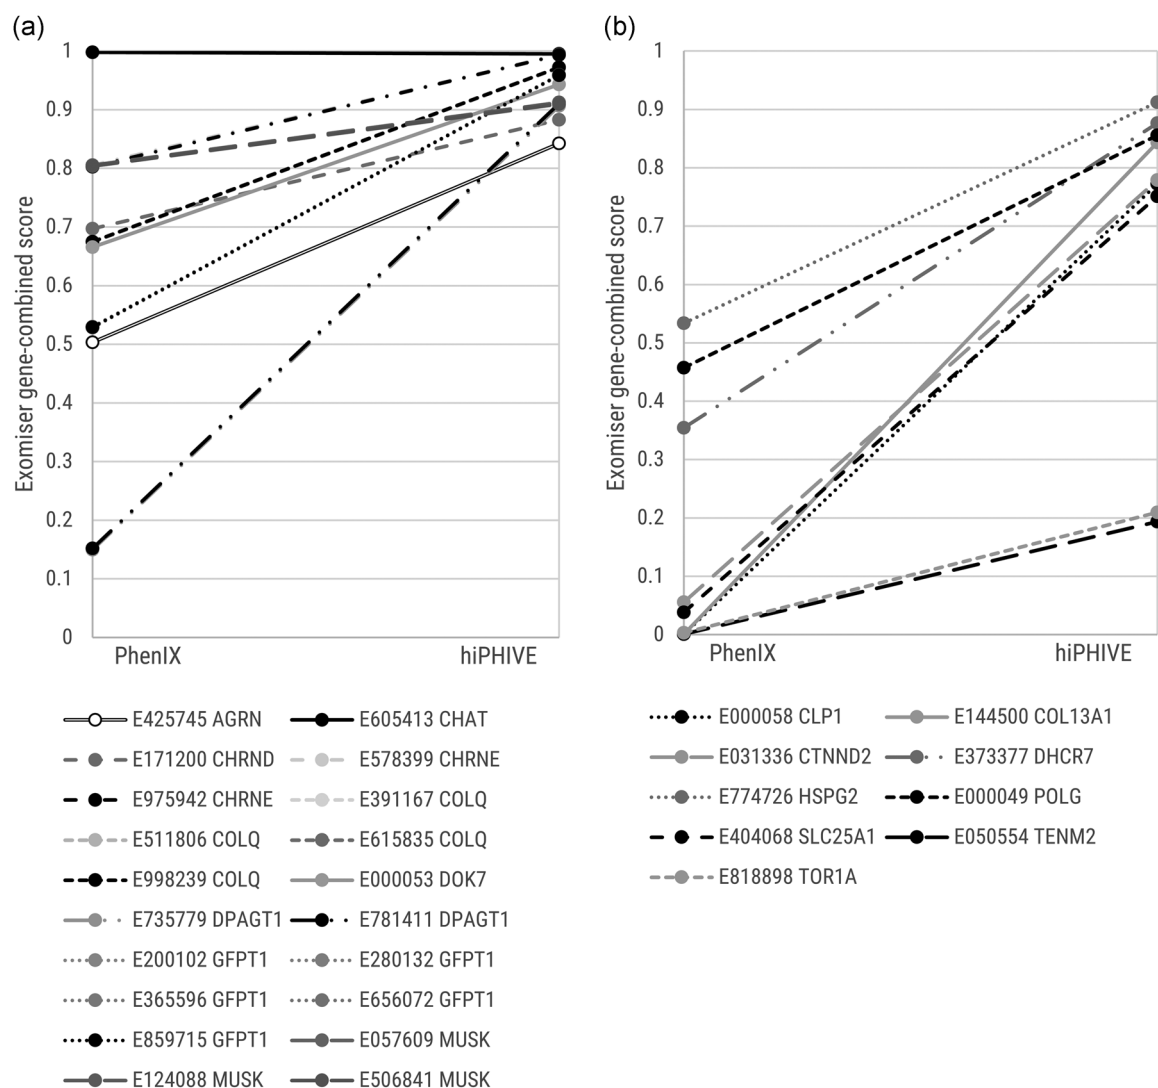 (a)
Exomiser gene-combined score
1
0.9
0.8
0.7
0.6
0.5
0.4
0.3
0.2
0.1
0
PhenIX hiPHIVE
E425745 AGRN E605413 CHAT
E171200 CHRND E578399 CHRNE
E975942 CHRNE E391167 COLQ
E511806 COLQ E615835 COLQ
E998239 COLQ E000053 DOK7
E735779 DPAGT1 E781411 DPAGT1
E200102 GFPT1 E280132 GFPT1
E365596 GFPT1 E656072 GFPT1
E859715 GFPT1 E057609 MUSK
E124088 MUSK E506841 MUSK
(b)
Exomiser gene-combined score
1
0.9
0.8
0.7
0.6
0.5
0.4
0.3
0.2
0.1
0
PhenIX hiPHIVE
E000058 CLP1 E144500 COL13A1
E031336 CTNND2 E373377 DHCR7
E774726 HSPG2 E000049 POLG
E404068 SLC25A1 E050554 TENM2
E818898 TOR1A